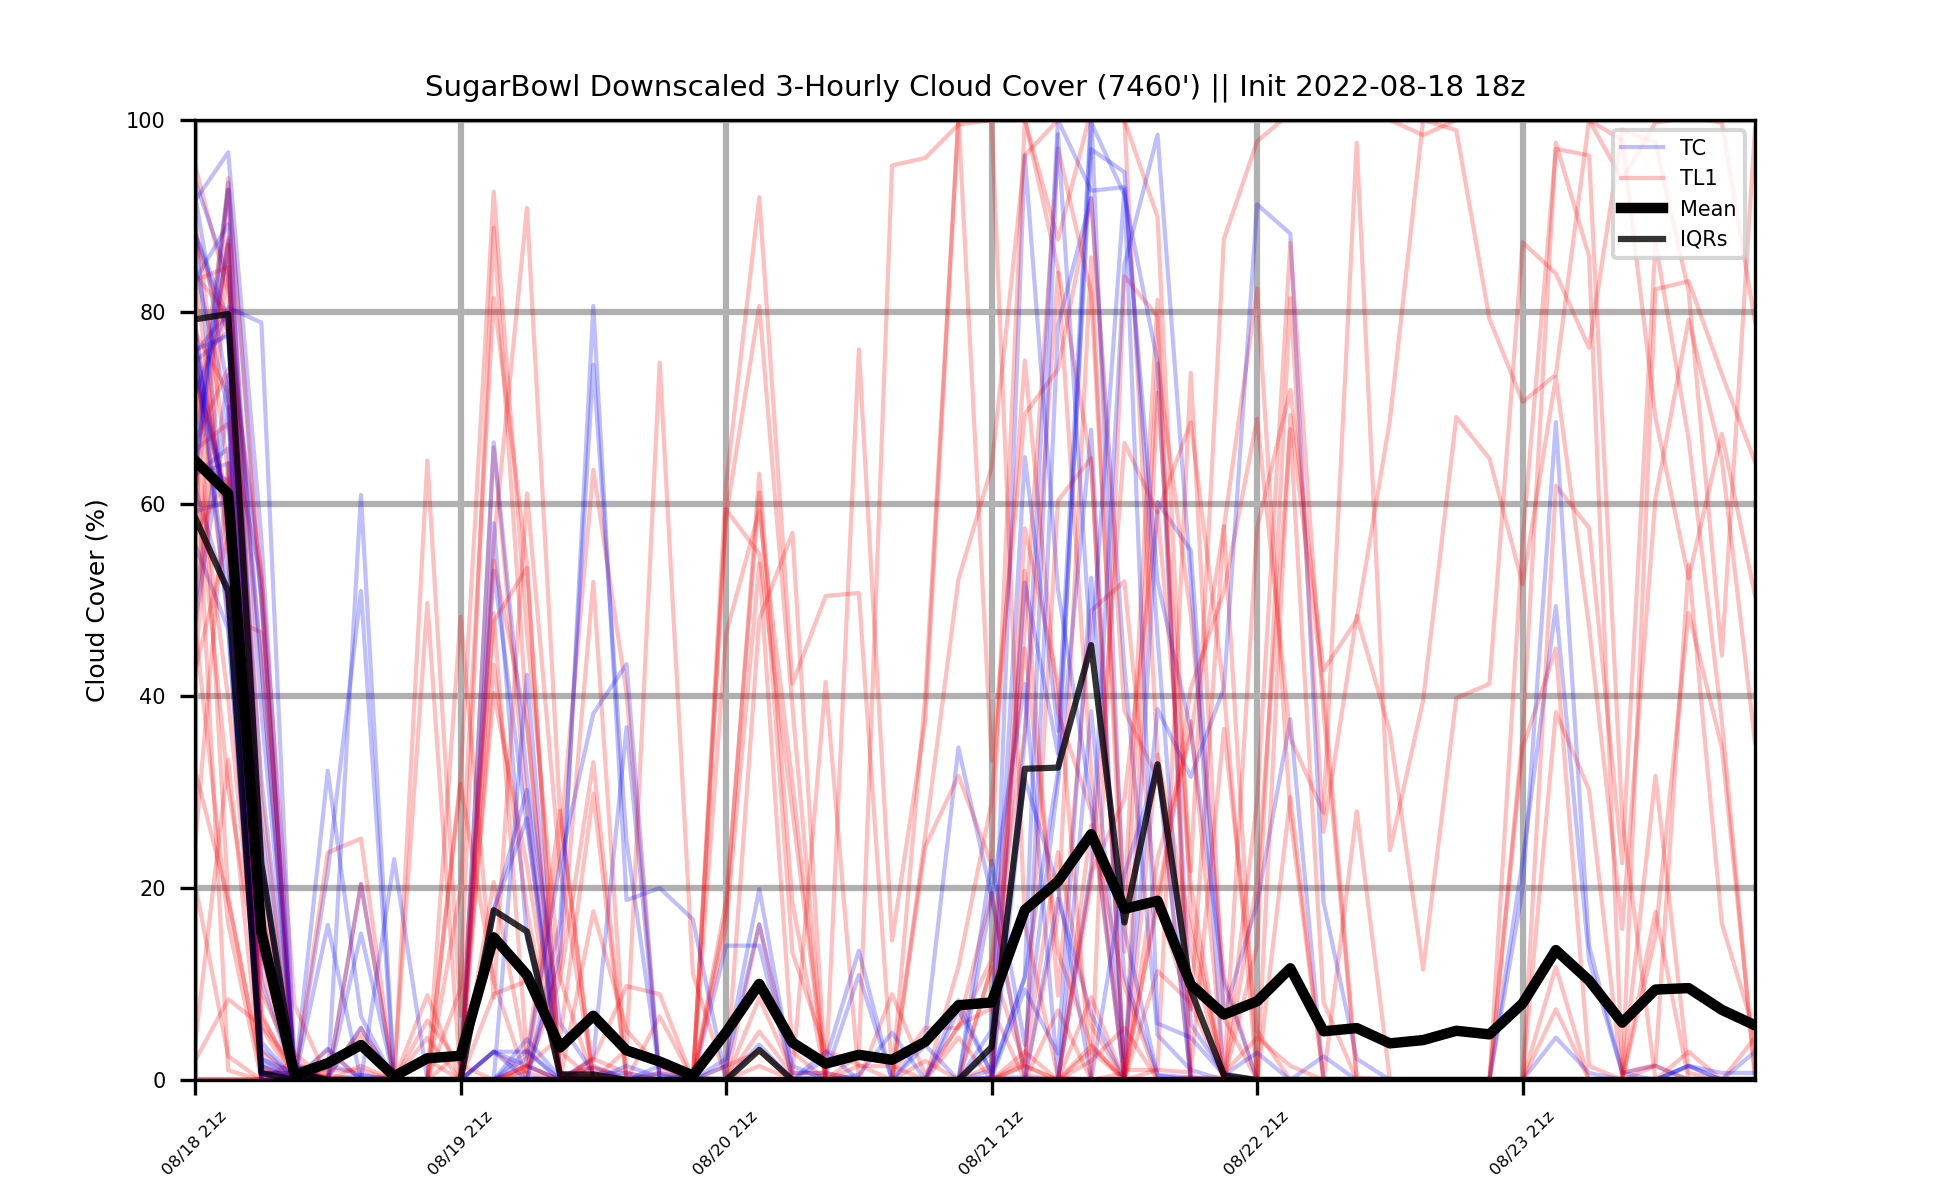 SugarBowl Downscaled 3-Hourly Cloud Cover (7460') || Init 2022-08-18 18z
Cloud Cover (%)
100
80
60
40
20
0
TC
TL1
Mean
IQRs
08/18 21z
08/19 21z
08/20 21z
08/21 21z
08/22 21z
08/23 21z